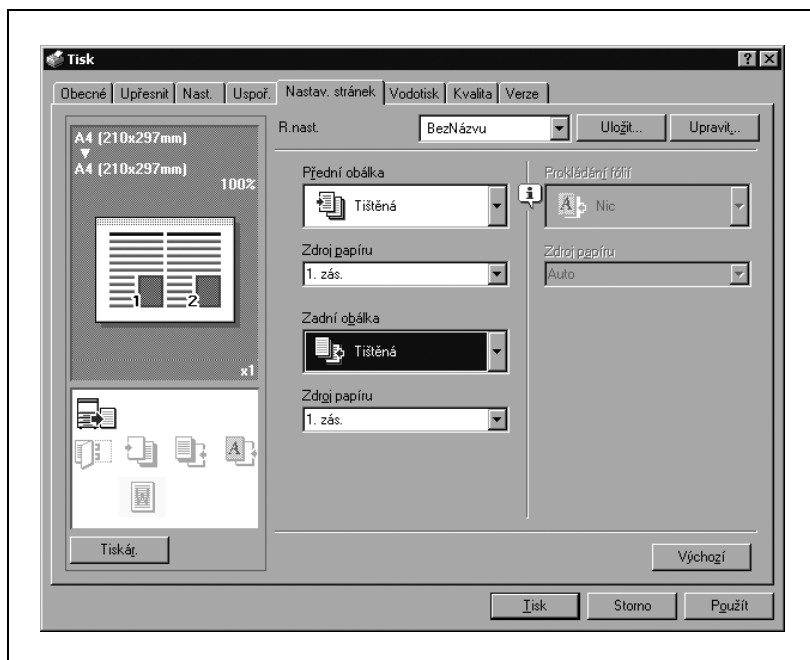 Tisk
Obecné Upřesnit Nast. Uspoř. Nastav. stránek Vodotisk Kvalita Verze
A4 (210x297mm)
A4 (210x297mm)
100%
1 2
x1
Tiskár.
R.nast. BezNázvu Uložit... Upravit...
Přední obálka
Tištěná
Zdroj papíru
1. zás.
Zadní obálka
Tištěná
Zdroj papíru
1. zás.
Prokládání fólií
A Nic
Zdroj papíru
Auto
Výchozí
Tisk Storno Použít